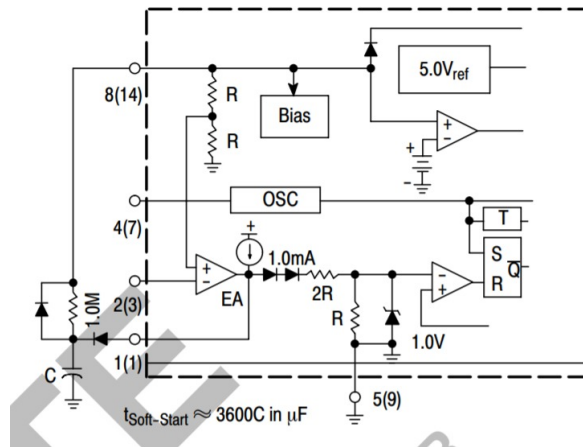 5.0Vref
8(14)
R
Bias
R
+
−
+
−
OSC
4(7)
T
+
1.0mA
S
Q
R
+
−
2(3)
EA
2R
−
+
R
1.0V
1.0M
1(1)
C
5(9)
tSoft-Start ≈ 3600C in µF